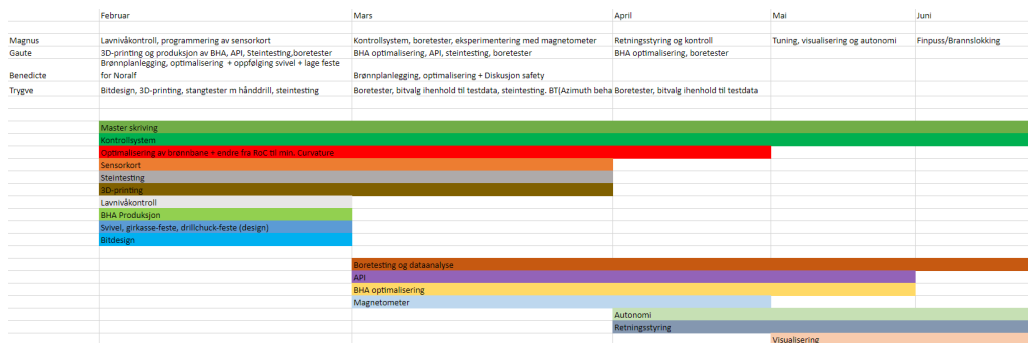 Februar Mars April Mai Juni
Magnus Lavnivåkontroll, programmering av sensorkort Kontrollsystem, boretester, eksperimentering med magnetometer Retningsstyring og kontroll Tuning, visualisering og autonomi Finpuss/Brannslokking
Gaute 3D-printing og produksjon av BHA, API, Steintesting,boretester BHA optimalisering, API, steintesting, boretester BHA optimalisering, boretester
Brønnplanlegging, optimalisering + oppfølging svivel + lage feste
Benedicte for Noralf Brønnplanlegging, optimalisering + Diskusjon safety
Trygve Bitdesign, 3D-printing, stangtester m hånddrill, steintesting Boretester, bitvalg ihenhold til testdata, steintesting. BT(Azimuth beha Boretester, bitvalg ihenhold til testdata
Master skriving
Kontrollsystem
Optimalisering av brønnbane + endre fra RoC til min. Curvature
Sensorkort
Steintesting
3D-printing
Lavnivåkontroll
BHA Produksjon
Svivel, girkasse-feste, drillchuck-feste (design)
Bitdesign
Boretesting og dataanalyse
API
BHA optimalisering
Magnetometer
Autonomi
Retningsstyring
Visualisering